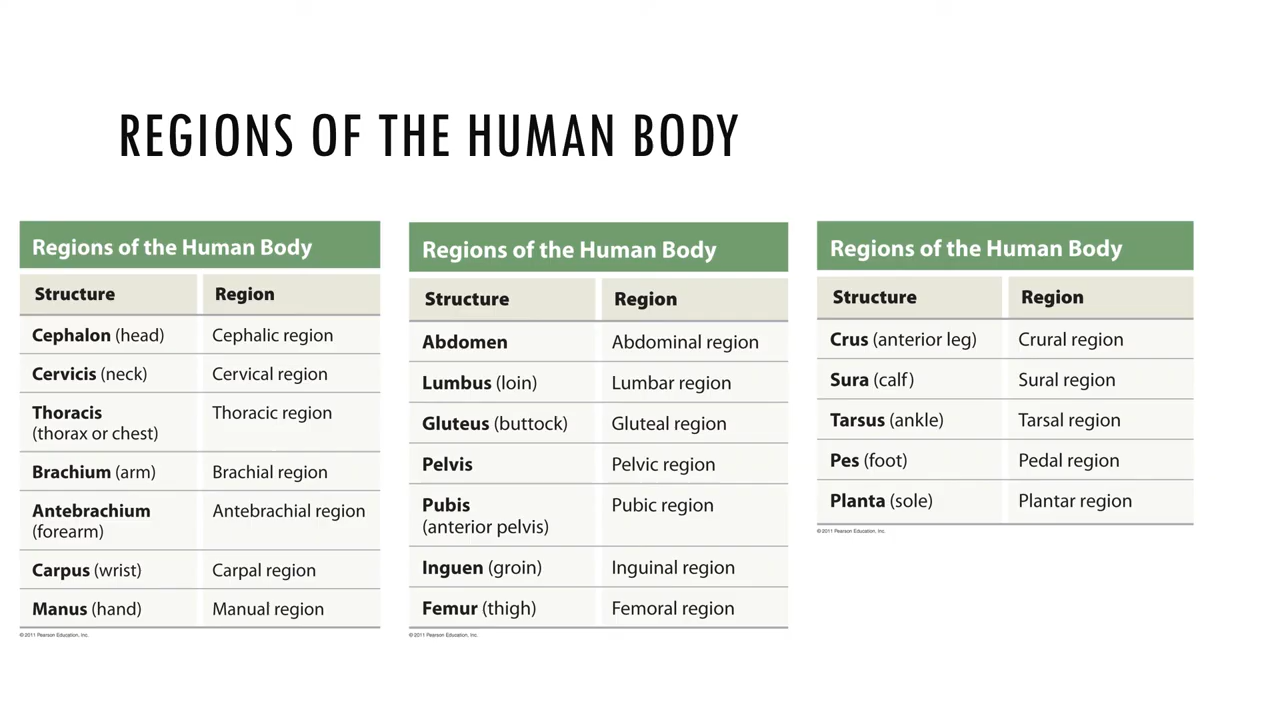 REGIONS OF THE HUMAN BODY
Regions of the Human Body
Structure Region
Cephalon (head) Cephalic region
Cervicis (neck) Cervical region
Thoracis Thoracic region
(thorax or chest)
Brachium (arm) Brachial region
Antebrachium Antebrachial region
(forearm)
Carpus (wrist) Carpal region
Manus (hand) Manual region
© 2011 Pearson Education, Inc.
Regions of the Human Body
Structure Region
Abdomen Abdominal region
Lumbus (loin) Lumbar region
Gluteus (buttock) Gluteal region
Pelvis Pelvic region
Pubis Pubic region
(anterior pelvis)
Inguen (groin) Inguinal region
Femur (thigh) Femoral region
© 2011 Pearson Education, Inc.
Regions of the Human Body
Structure Region
Crus (anterior leg) Crural region
Sura (calf) Sural region
Tarsus (ankle) Tarsal region
Pes (foot) Pedal region
Planta (sole) Plantar region
© 2011 Pearson Education, Inc.